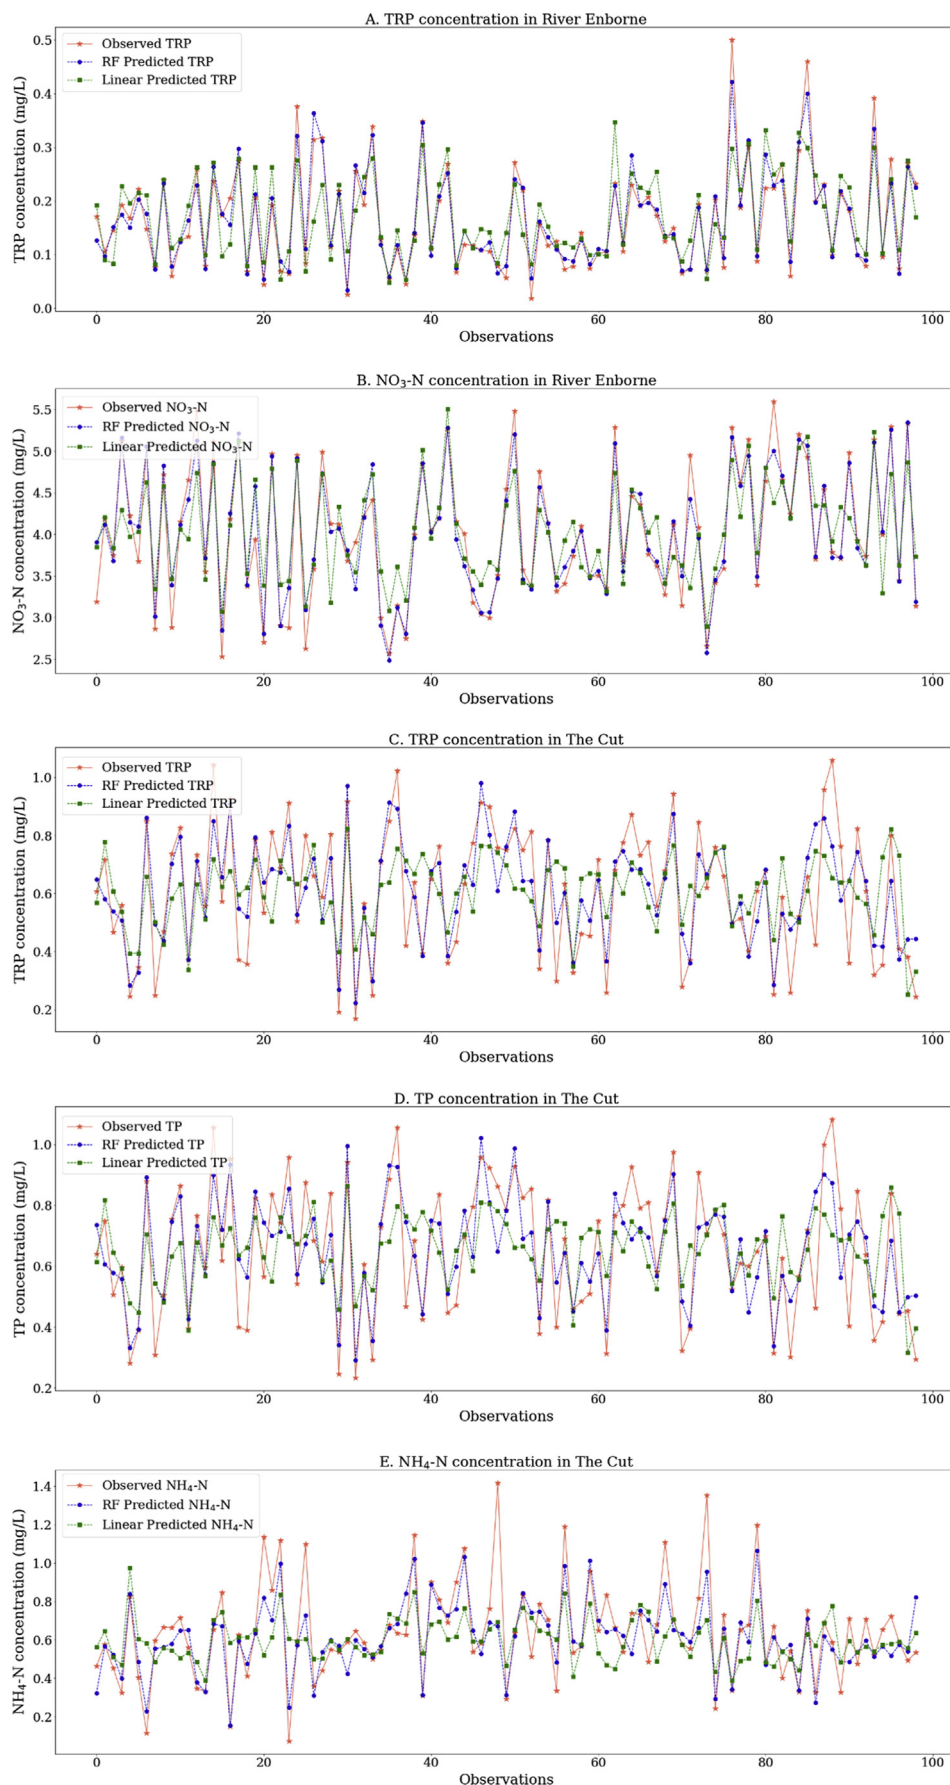 A. TRP concentration in River Enborne
Observed TRP
RF Predicted TRP
Linear Predicted TRP
TRP concentration (mg/L)
0.5
0.4
0.3
0.2
0.1
0.0
0 20 40 60 80 100
Observations
B. NO₃-N concentration in River Enborne
Observed NO₃-N
RF Predicted NO₃-N
Linear Predicted NO₃-N
NO₃-N concentration (mg/L)
5.5
5.0
4.5
4.0
3.5
3.0
2.5
0 20 40 60 80 100
Observations
C. TRP concentration in The Cut
Observed TRP
RF Predicted TRP
Linear Predicted TRP
TRP concentration (mg/L)
1.0
0.8
0.6
0.4
0.2
0 20 40 60 80 100
Observations
D. TP concentration in The Cut
Observed TP
RF Predicted TP
Linear Predicted TP
TP concentration (mg/L)
1.0
0.8
0.6
0.4
0.2
0 20 40 60 80 100
Observations
E. NH₄-N concentration in The Cut
Observed NH₄-N
RF Predicted NH₄-N
Linear Predicted NH₄-N
NH₄-N concentration (mg/L)
1.4
1.2
1.0
0.8
0.6
0.4
0.2
0 20 40 60 80 100
Observations